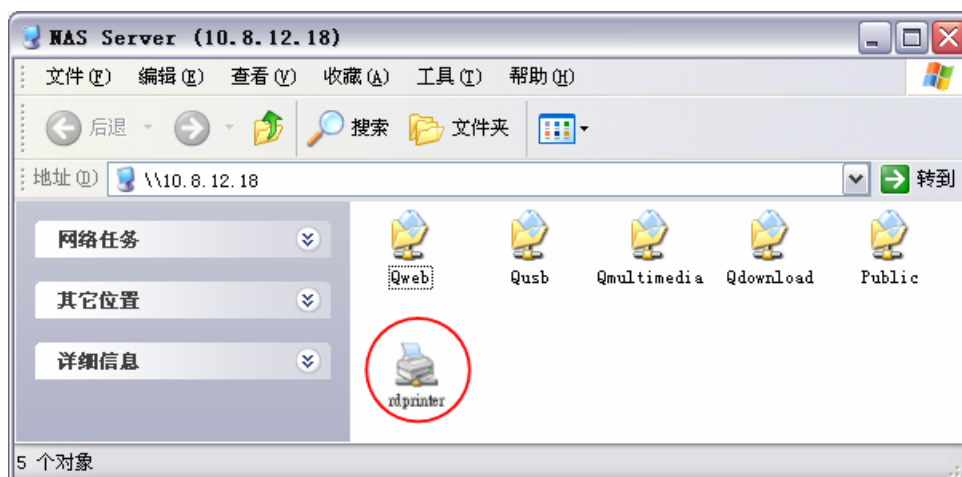 NAS Server (10.8.12.18)
文件(F) 编辑(E) 查看(V) 收藏(A) 工具(T) 帮助(H)
后退 搜索 文件夹
地址(D) \\10.8.12.18 转到
网络任务
其它位置
详细信息
Qweb Qusb Qmultimedia Qdownload Public
rdprinter
5 个对象